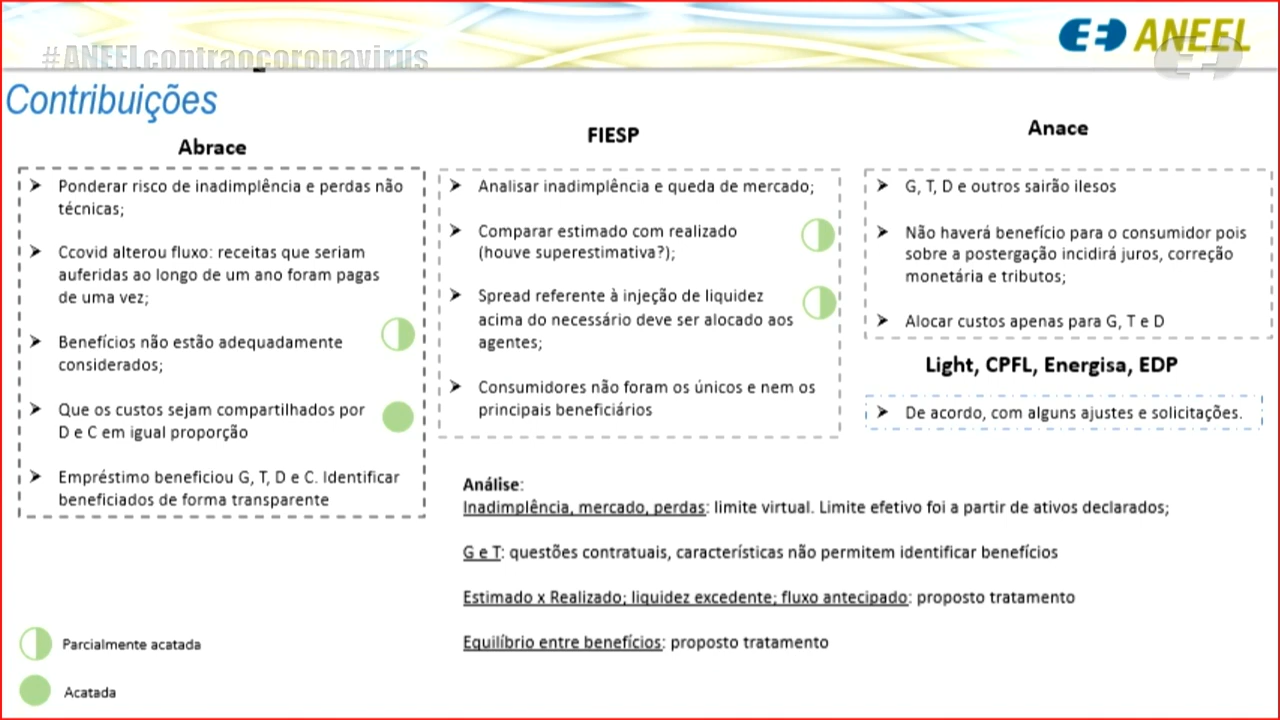 #ANEELcontraocoronavirus
ANEEL
Contribuições
Abrace
➤ Ponderar risco de inadimplência e perdas não
técnicas;
➤ Ccovid alterou fluxo: receitas que seriam
auferidas ao longo de um ano foram pagas
de uma vez;
➤ Benefícios não estão adequadamente
considerados;
➤ Que os custos sejam compartilhados por
D e C em igual proporção
➤ Empréstimo beneficiou G, T, D e C. Identificar
beneficiados de forma transparente
FIESP
➤ Analisar inadimplência e queda de mercado;
➤ Comparar estimado com realizado
(houve superestimativa?);
➤ Spread referente à injeção de liquidez
acima do necessário deve ser alocado aos
agentes;
➤ Consumidores não foram os únicos e nem os
principais beneficiários
Anace
➤ G, T, D e outros sairão ilesos
➤ Não haverá benefício para o consumidor pois
sobre a postergação incidirá juros, correção
monetária e tributos;
➤ Alocar custos apenas para G, T e D
Light, CPFL, Energisa, EDP
➤ De acordo, com alguns ajustes e solicitações.
Análise:
Inadimplência, mercado, perdas: limite virtual. Limite efetivo foi a partir de ativos declarados;
G e T: questões contratuais, características não permitem identificar benefícios
Estimado x Realizado; liquidez excedente; fluxo antecipado: proposto tratamento
Equilíbrio entre benefícios: proposto tratamento
Parcialmente acatada
Acatada